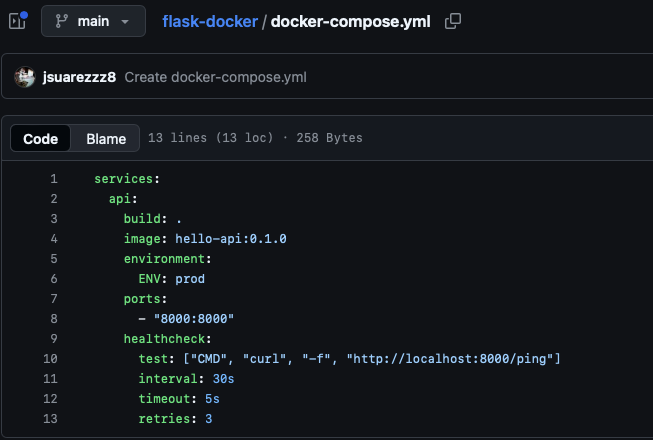 main
flask-docker / docker-compose.yml
jsuarezzz8 Create docker-compose.yml
Code Blame 13 lines (13 loc) · 258 Bytes
1 services:
2   api:
3     build: .
4     image: hello-api:0.1.0
5     environment:
6       ENV: prod
7     ports:
8       - "8000:8000"
9     healthcheck:
10       test: ["CMD", "curl", "-f", "http://localhost:8000/ping"]
11       interval: 30s
12       timeout: 5s
13       retries: 3